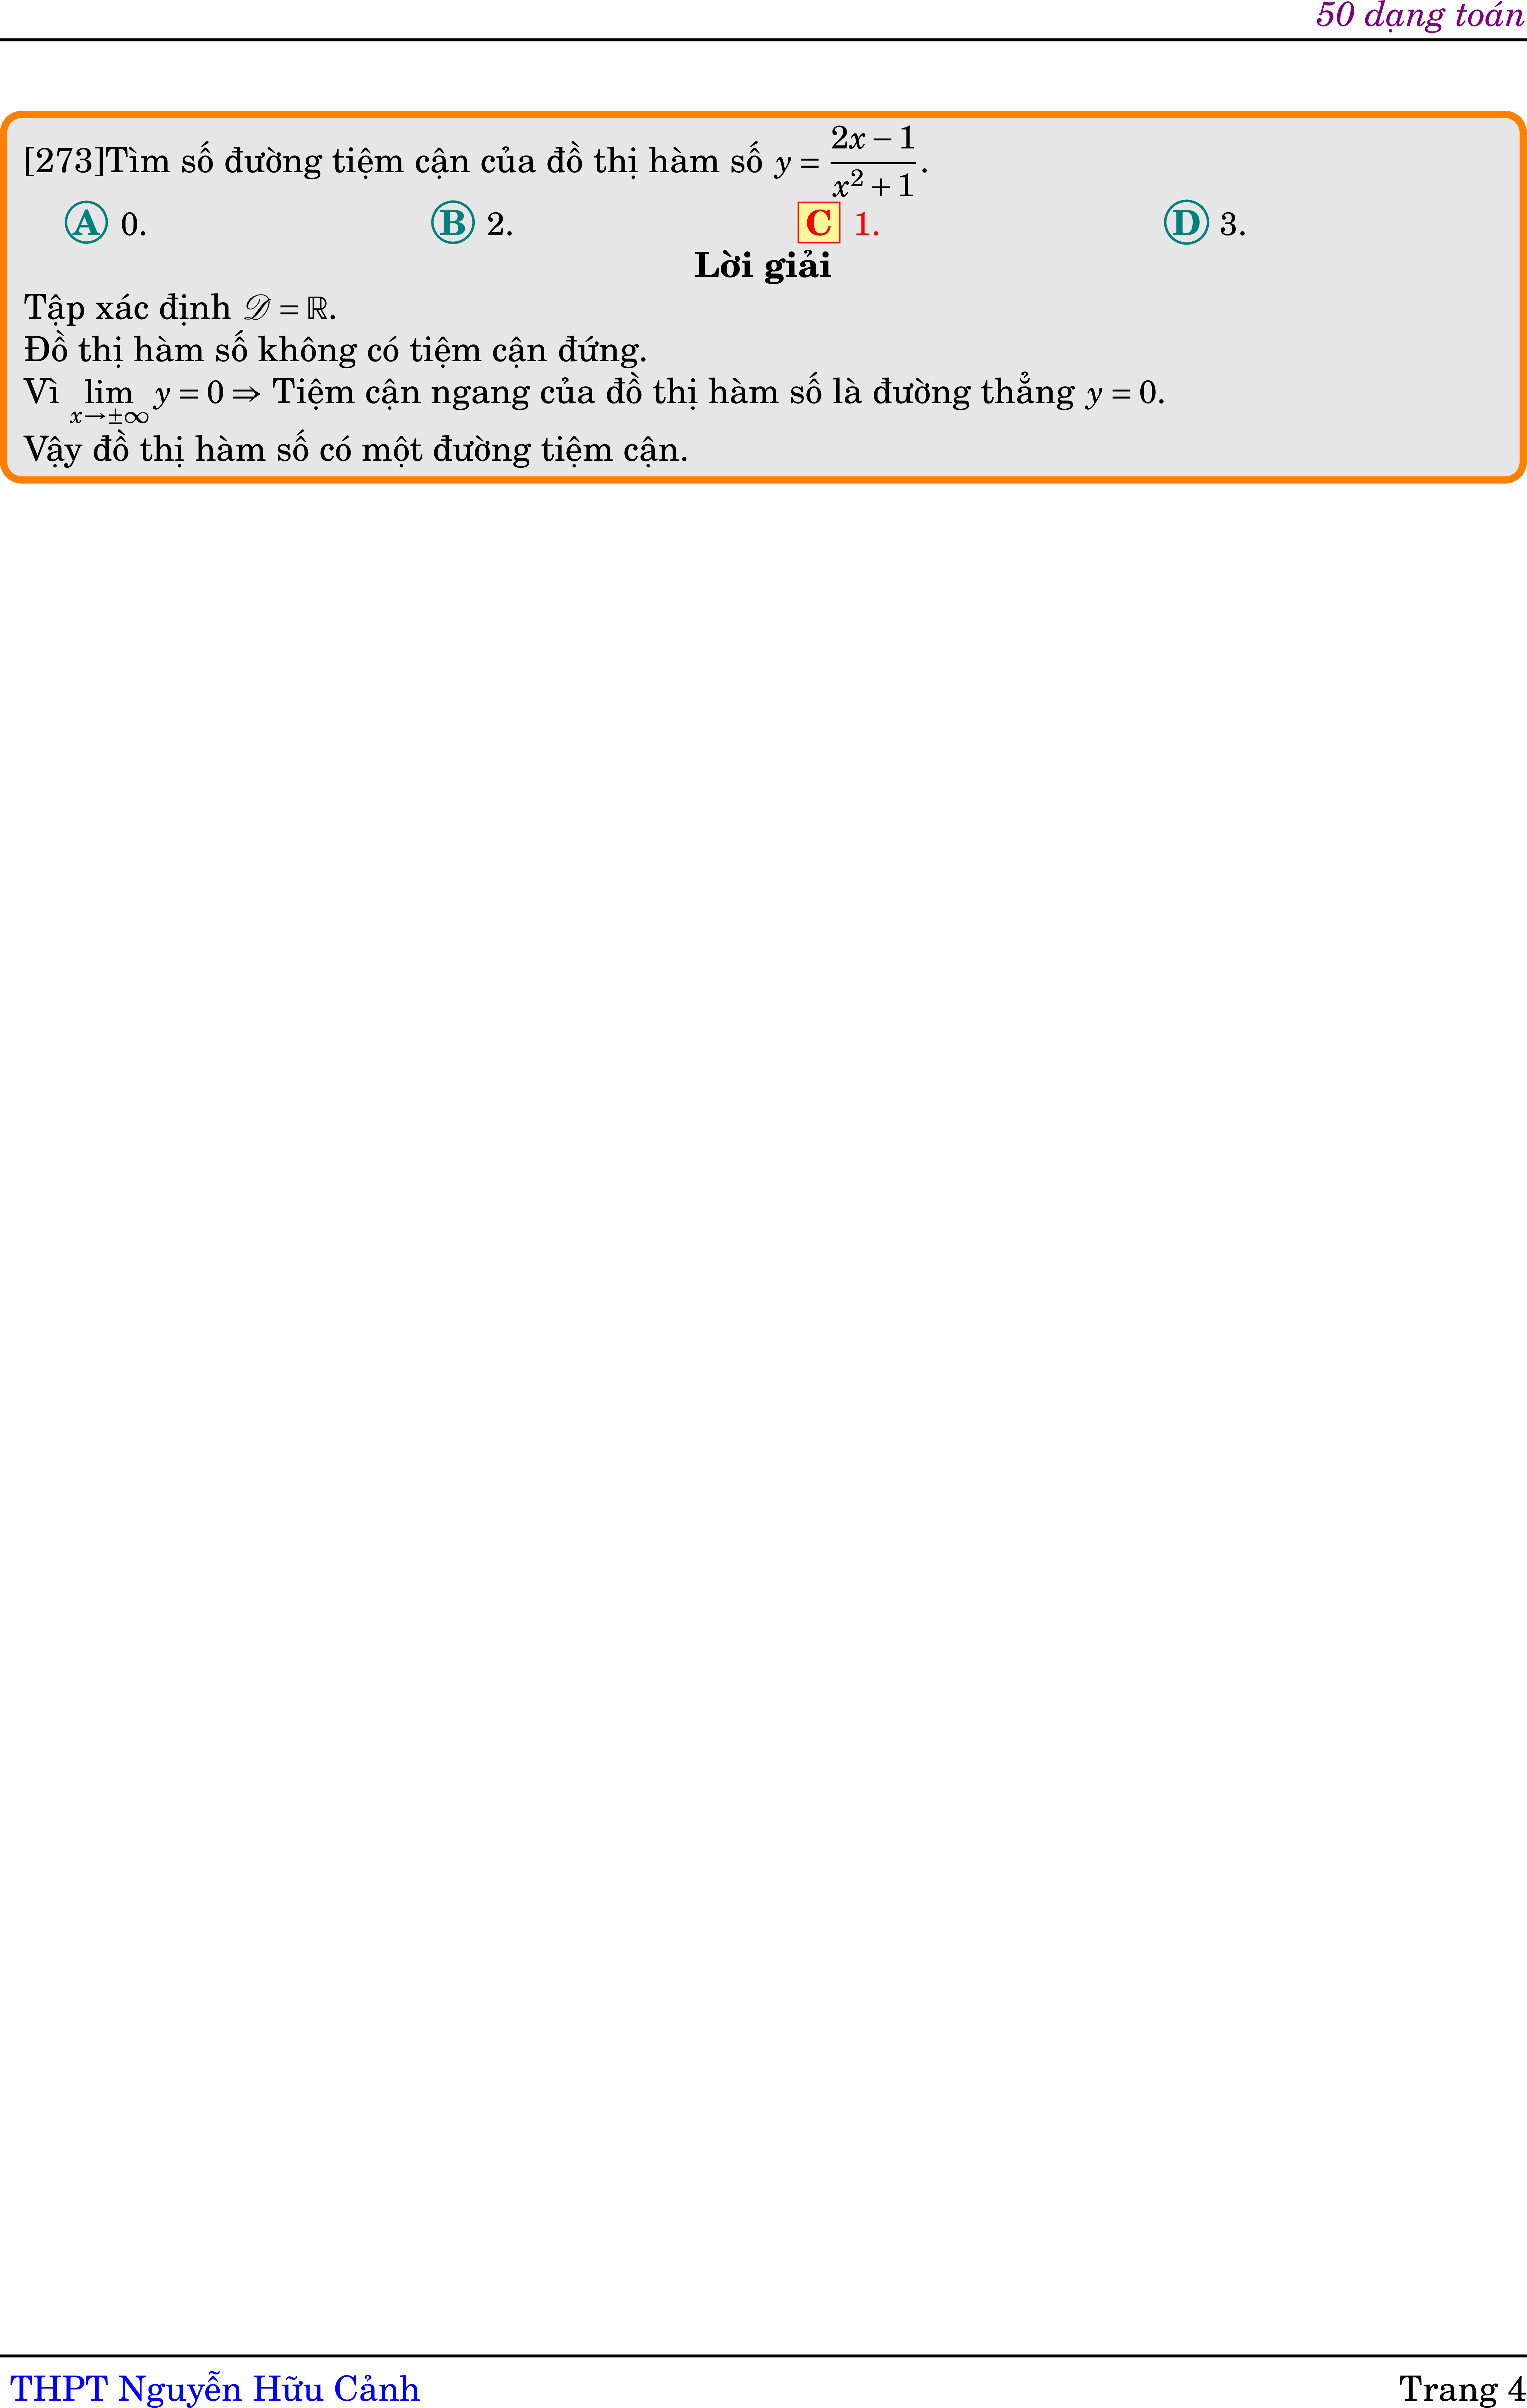 50 dạng toán
[273]Tìm số đường tiệm cận của đồ thị hàm số $y = \dfrac{2x-1}{x^2+1}$.
A 0. B 2. C 1. D 3.
Lời giải
Tập xác định $\mathscr{D} = \mathbb{R}$.
Đồ thị hàm số không có tiệm cận đứng.
Vì $\lim\limits_{x \to \pm\infty} y = 0 \Rightarrow$ Tiệm cận ngang của đồ thị hàm số là đường thẳng $y = 0$.
Vậy đồ thị hàm số có một đường tiệm cận.
THPT Nguyễn Hữu Cảnh Trang 4